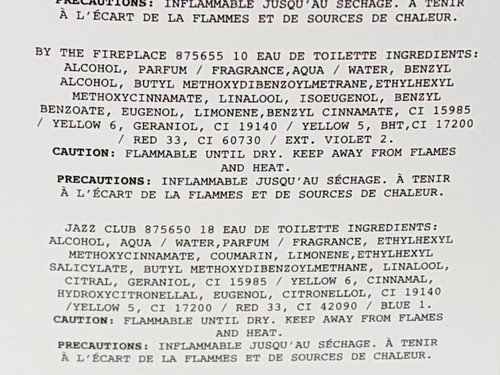 PRECAUTIONS: INFLAMMABLE JUSQU'AU SÉCHAGE. À TENIR
À L'ÉCART DE LA FLAMMES ET DE SOURCES DE CHALEUR.
BY THE FIREPLACE 875655 10 EAU DE TOILETTE INGREDIENTS:
ALCOHOL, PARFUM / FRAGRANCE,AQUA / WATER, BENZYL
ALCOHOL, BUTYL METHOXYDIBENZOYLMETRANE,ETHYLHEXYL
METHOXYCINNAMATE, LINALOOL, ISOEUGENOL, BENZYL
BENZOATE, EUGENOL, LIMONENE,BENZYL CINNAMATE, CI 15985
/ YELLOW 6, GERANIOL, CI 19140 / YELLOW 5, BHT,CI 17200
/ RED 33, CI 60730 / EXT. VIOLET 2.
CAUTION: FLAMMABLE UNTIL DRY. KEEP AWAY FROM FLAMES
AND HEAT.
PRECAUTIONS: INFLAMMABLE JUSQU'AU SÉCHAGE. À TENIR
À L'ÉCART DE LA FLAMMES ET DE SOURCES DE CHALEUR.
JAZZ CLUB 875650 18 EAU DE TOILETTE INGREDIENTS:
ALCOHOL, AQUA / WATER,PARFUM / FRAGRANCE, ETHYLHEXYL
METHOXYCINNAMATE, COUMARIN, LIMONENE,ETHYLHEXYL
SALICYLATE, BUTYL METHOXYDIBENZOYLMETHANE, LINALOOL,
CITRAL, GERANIOL, CI 15985 / YELLOW 6, CINNAMAL,
HYDROXYCITRONELLAL, EUGENOL, CITRONELLOL, CI 19140
/YELLOW 5, CI 17200 / RED 33, CI 42090 / BLUE 1.
CAUTION: FLAMMABLE UNTIL DRY. KEEP AWAY FROM FLAMES
AND HEAT.
PRECAUTIONS: INFLAMMABLE JUSQU'AU SÉCHAGE. À TENIR
À L'ÉCART DE LA FLAMMES ET DE SOURCES DE CHALEUR.